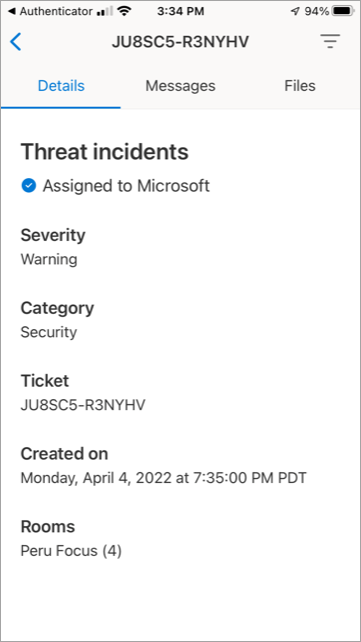 Authenticator 3:34 PM 94%
JU8SC5-R3NYHV
Details Messages Files
Threat incidents
Assigned to Microsoft
Severity
Warning
Category
Security
Ticket
JU8SC5-R3NYHV
Created on
Monday, April 4, 2022 at 7:35:00 PM PDT
Rooms
Peru Focus (4)